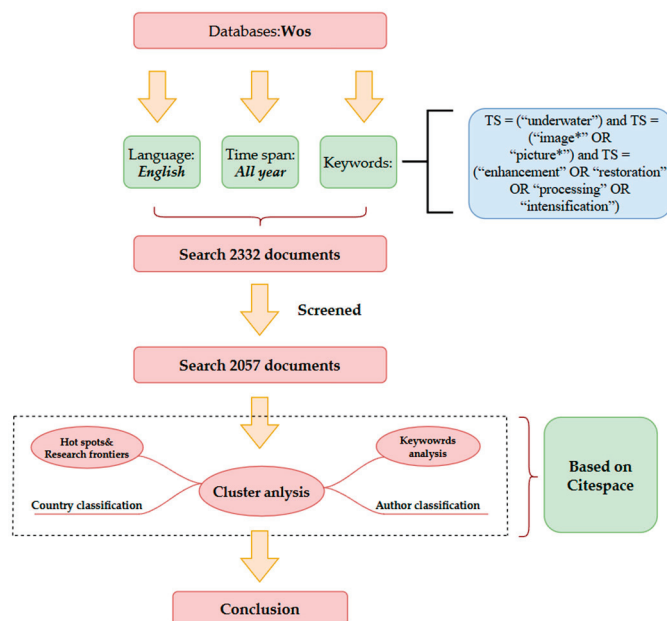 Databases:Wos
Language:
English
Time span:
All year
Keywords:
TS = (“underwater”) and TS =
(“image*” OR
“picture*”) and TS =
(“enhancement” OR “restoration”
OR “processing” OR
“intensification”)
Search 2332 documents
Screened
Search 2057 documents
Hot spots&
Research frontiers
Keywowrds
analysis
Cluster anlysis
Country classification
Author classification
Based on
Citespace
Conclusion